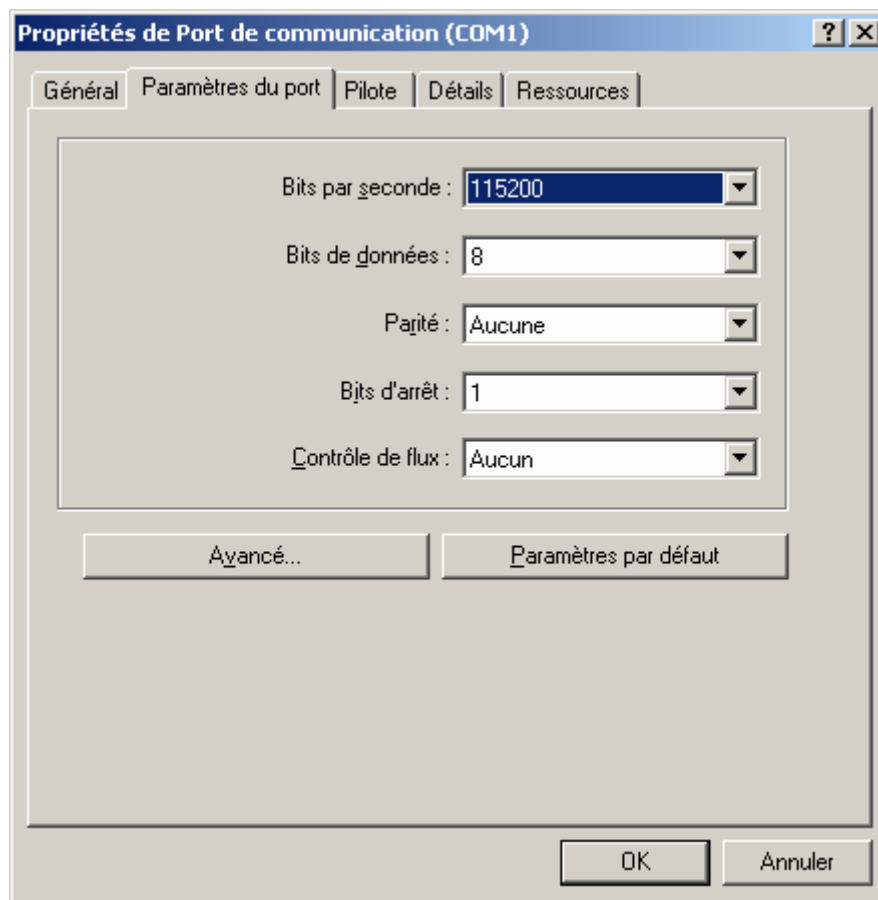 Propriétés de Port de communication (COM1)
Général Paramètres du port Pilote Détails Ressources
Bits par seconde : 115200
Bits de données : 8
Parité : Aucune
Bits d'arrêt : 1
Contrôle de flux : Aucun
Avancé... Paramètres par défaut
OK Annuler